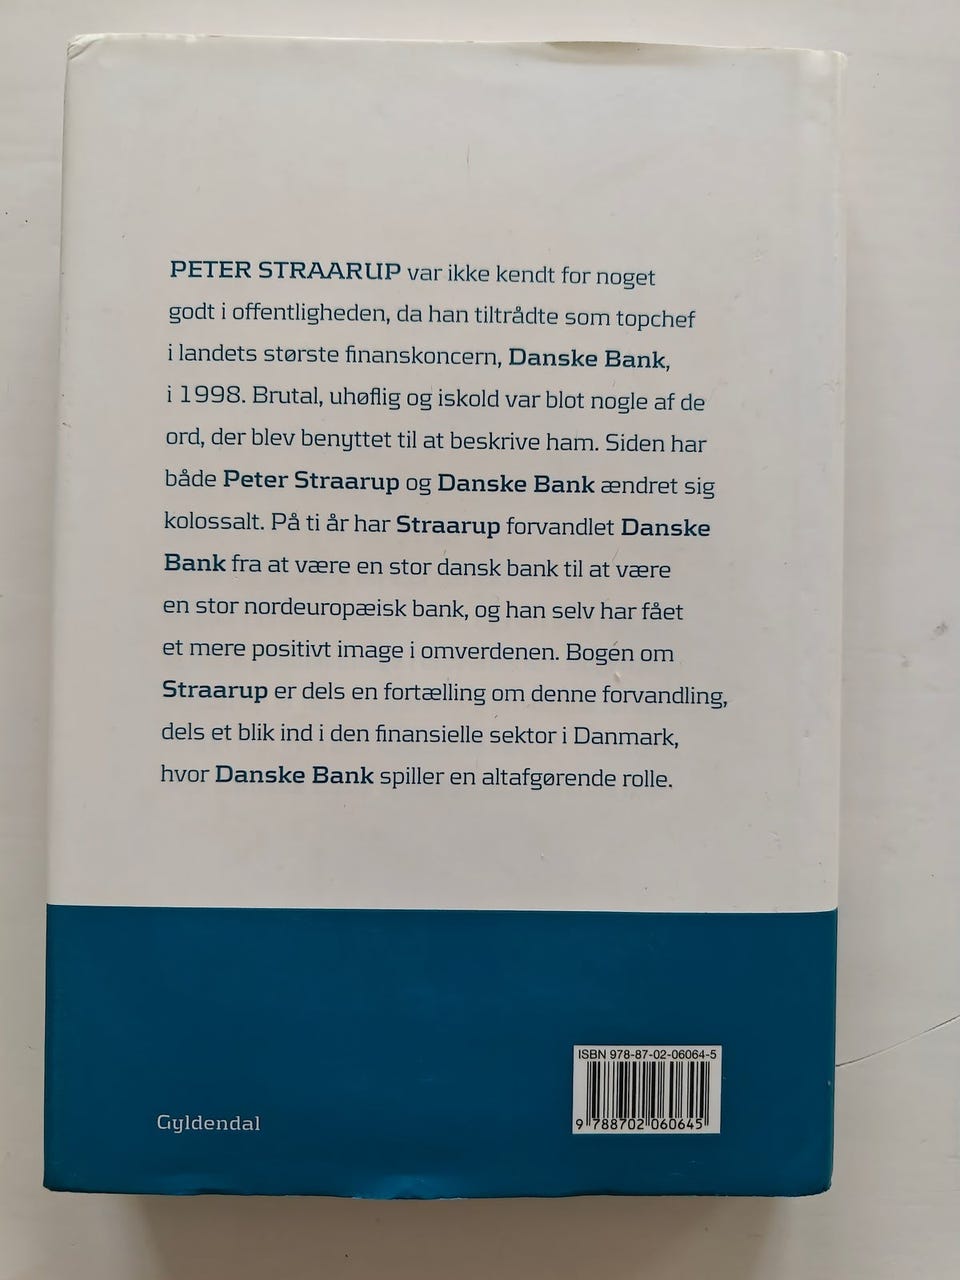 PETER STRAARUP var ikke kendt for noget
godt i offentligheden, da han tiltrådte som topchef
i landets største finanskoncern, Danske Bank,
i 1998. Brutal, uhøflig og iskold var blot nogle af de
ord, der blev benyttet til at beskrive ham. Siden har
både Peter Straarup og Danske Bank ændret sig
kolossalt. På ti år har Straarup forvandlet Danske
Bank fra at være en stor dansk bank til at være
en stor nordeuropæisk bank, og han selv har fået
et mere positivt image i omverdenen. Bogen om
Straarup er dels en fortælling om denne forvandling,
dels et blik ind i den finansielle sektor i Danmark,
hvor Danske Bank spiller en altafgørende rolle.
ISBN 978-87-02-06064-5
9 788702 060645
Gyldendal